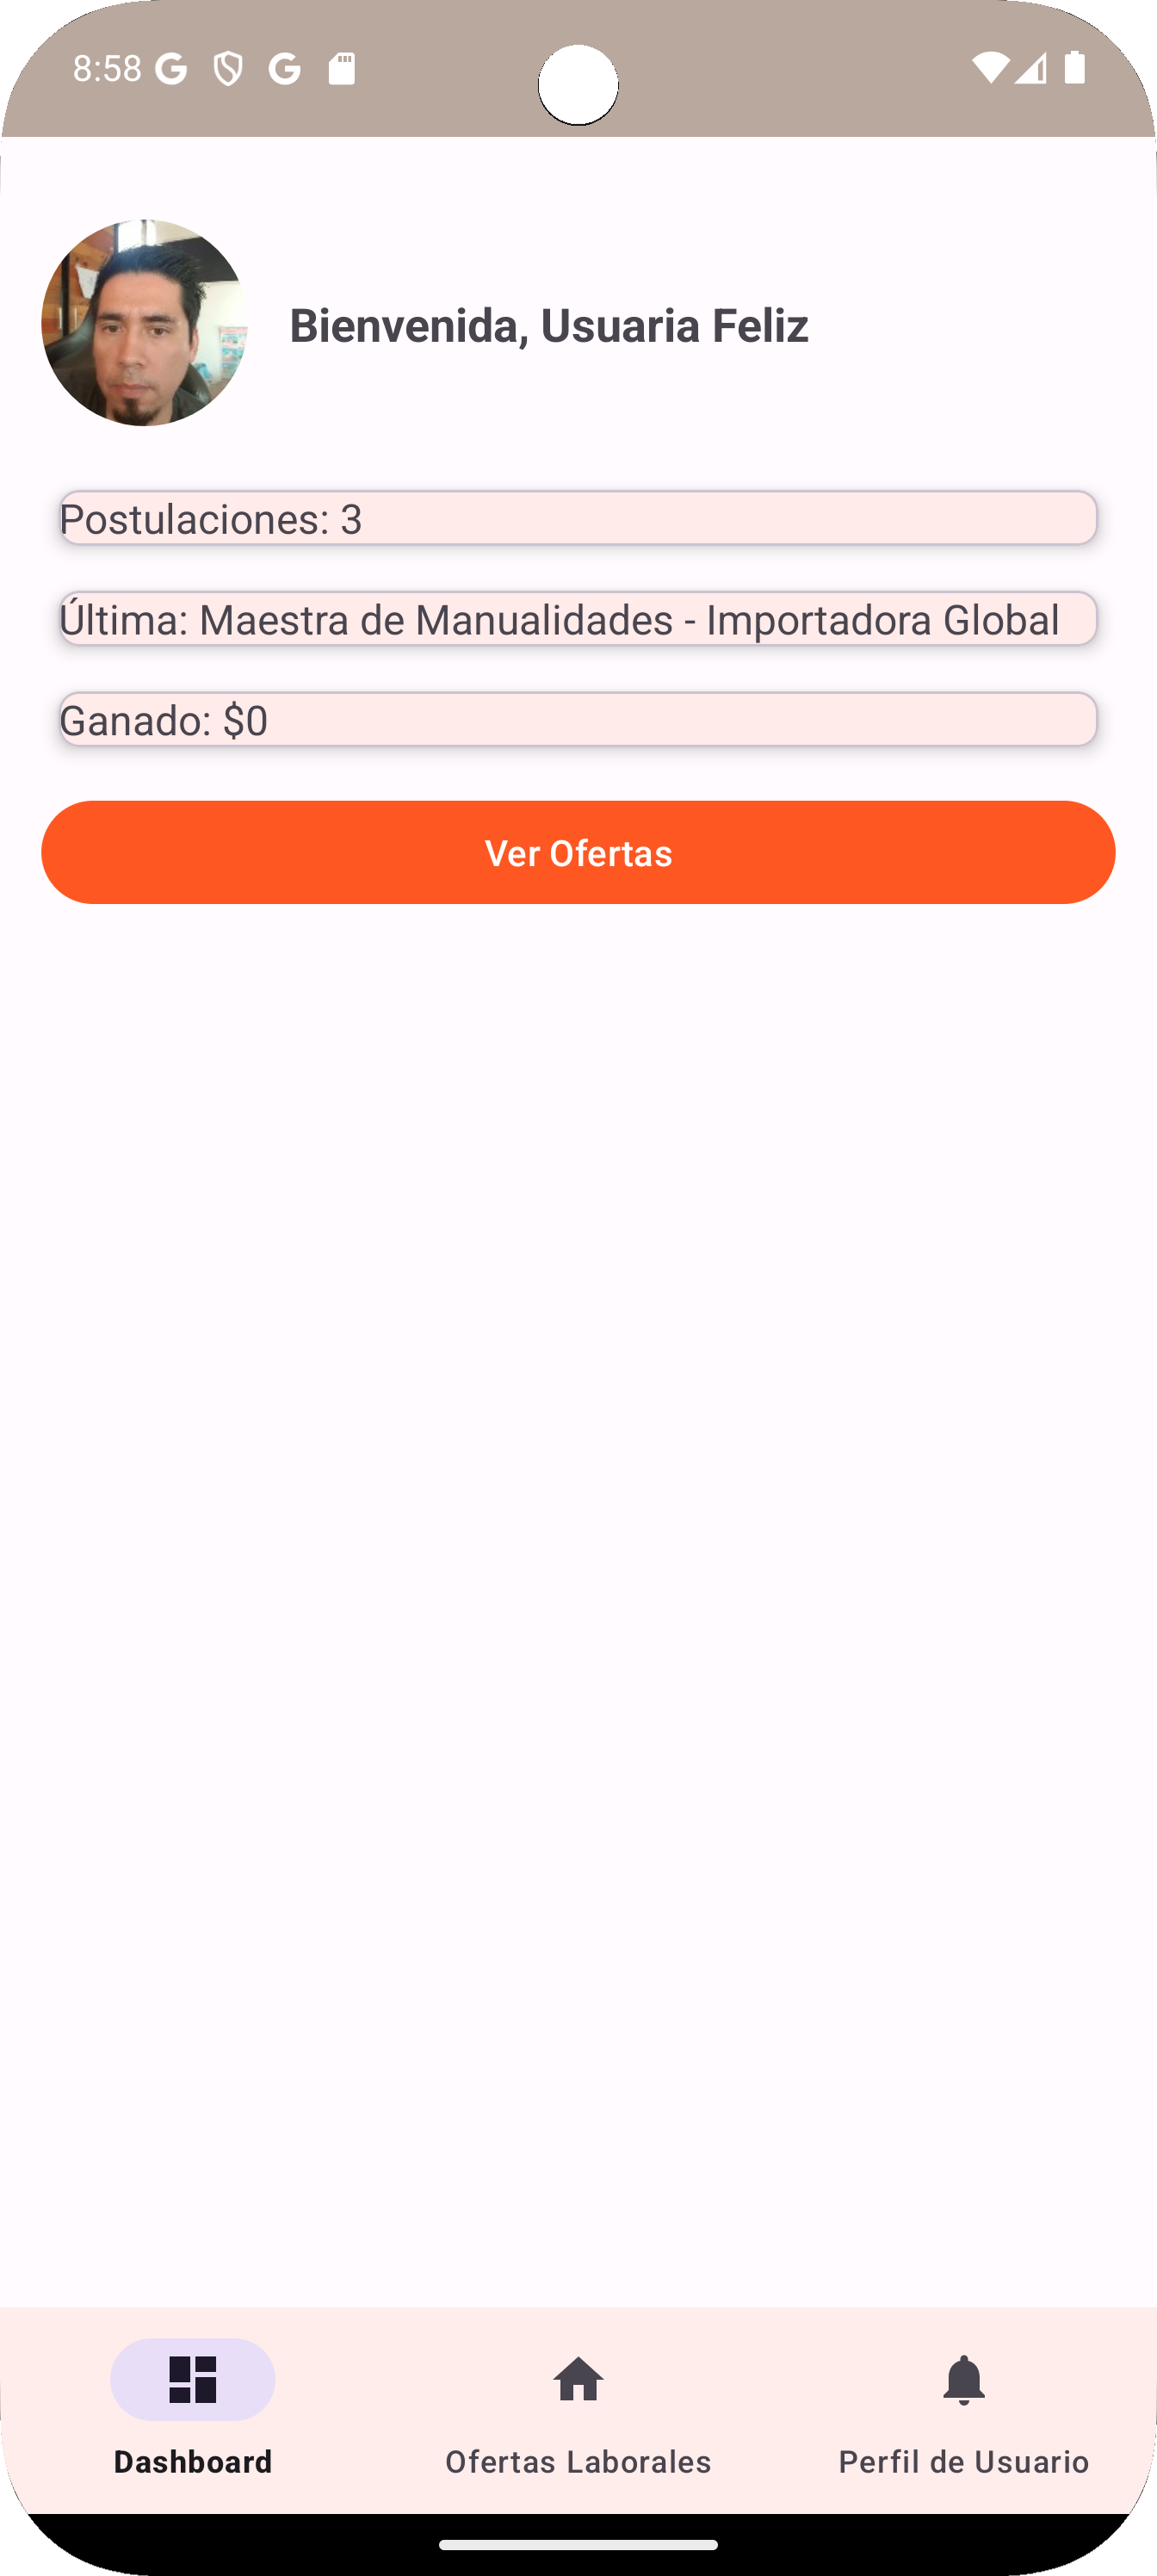 8:58
Bienvenida, Usuaria Feliz
Postulaciones: 3
Última: Maestra de Manualidades - Importadora Global
Ganado: $0
Ver Ofertas
Dashboard
Ofertas Laborales
Perfil de Usuario